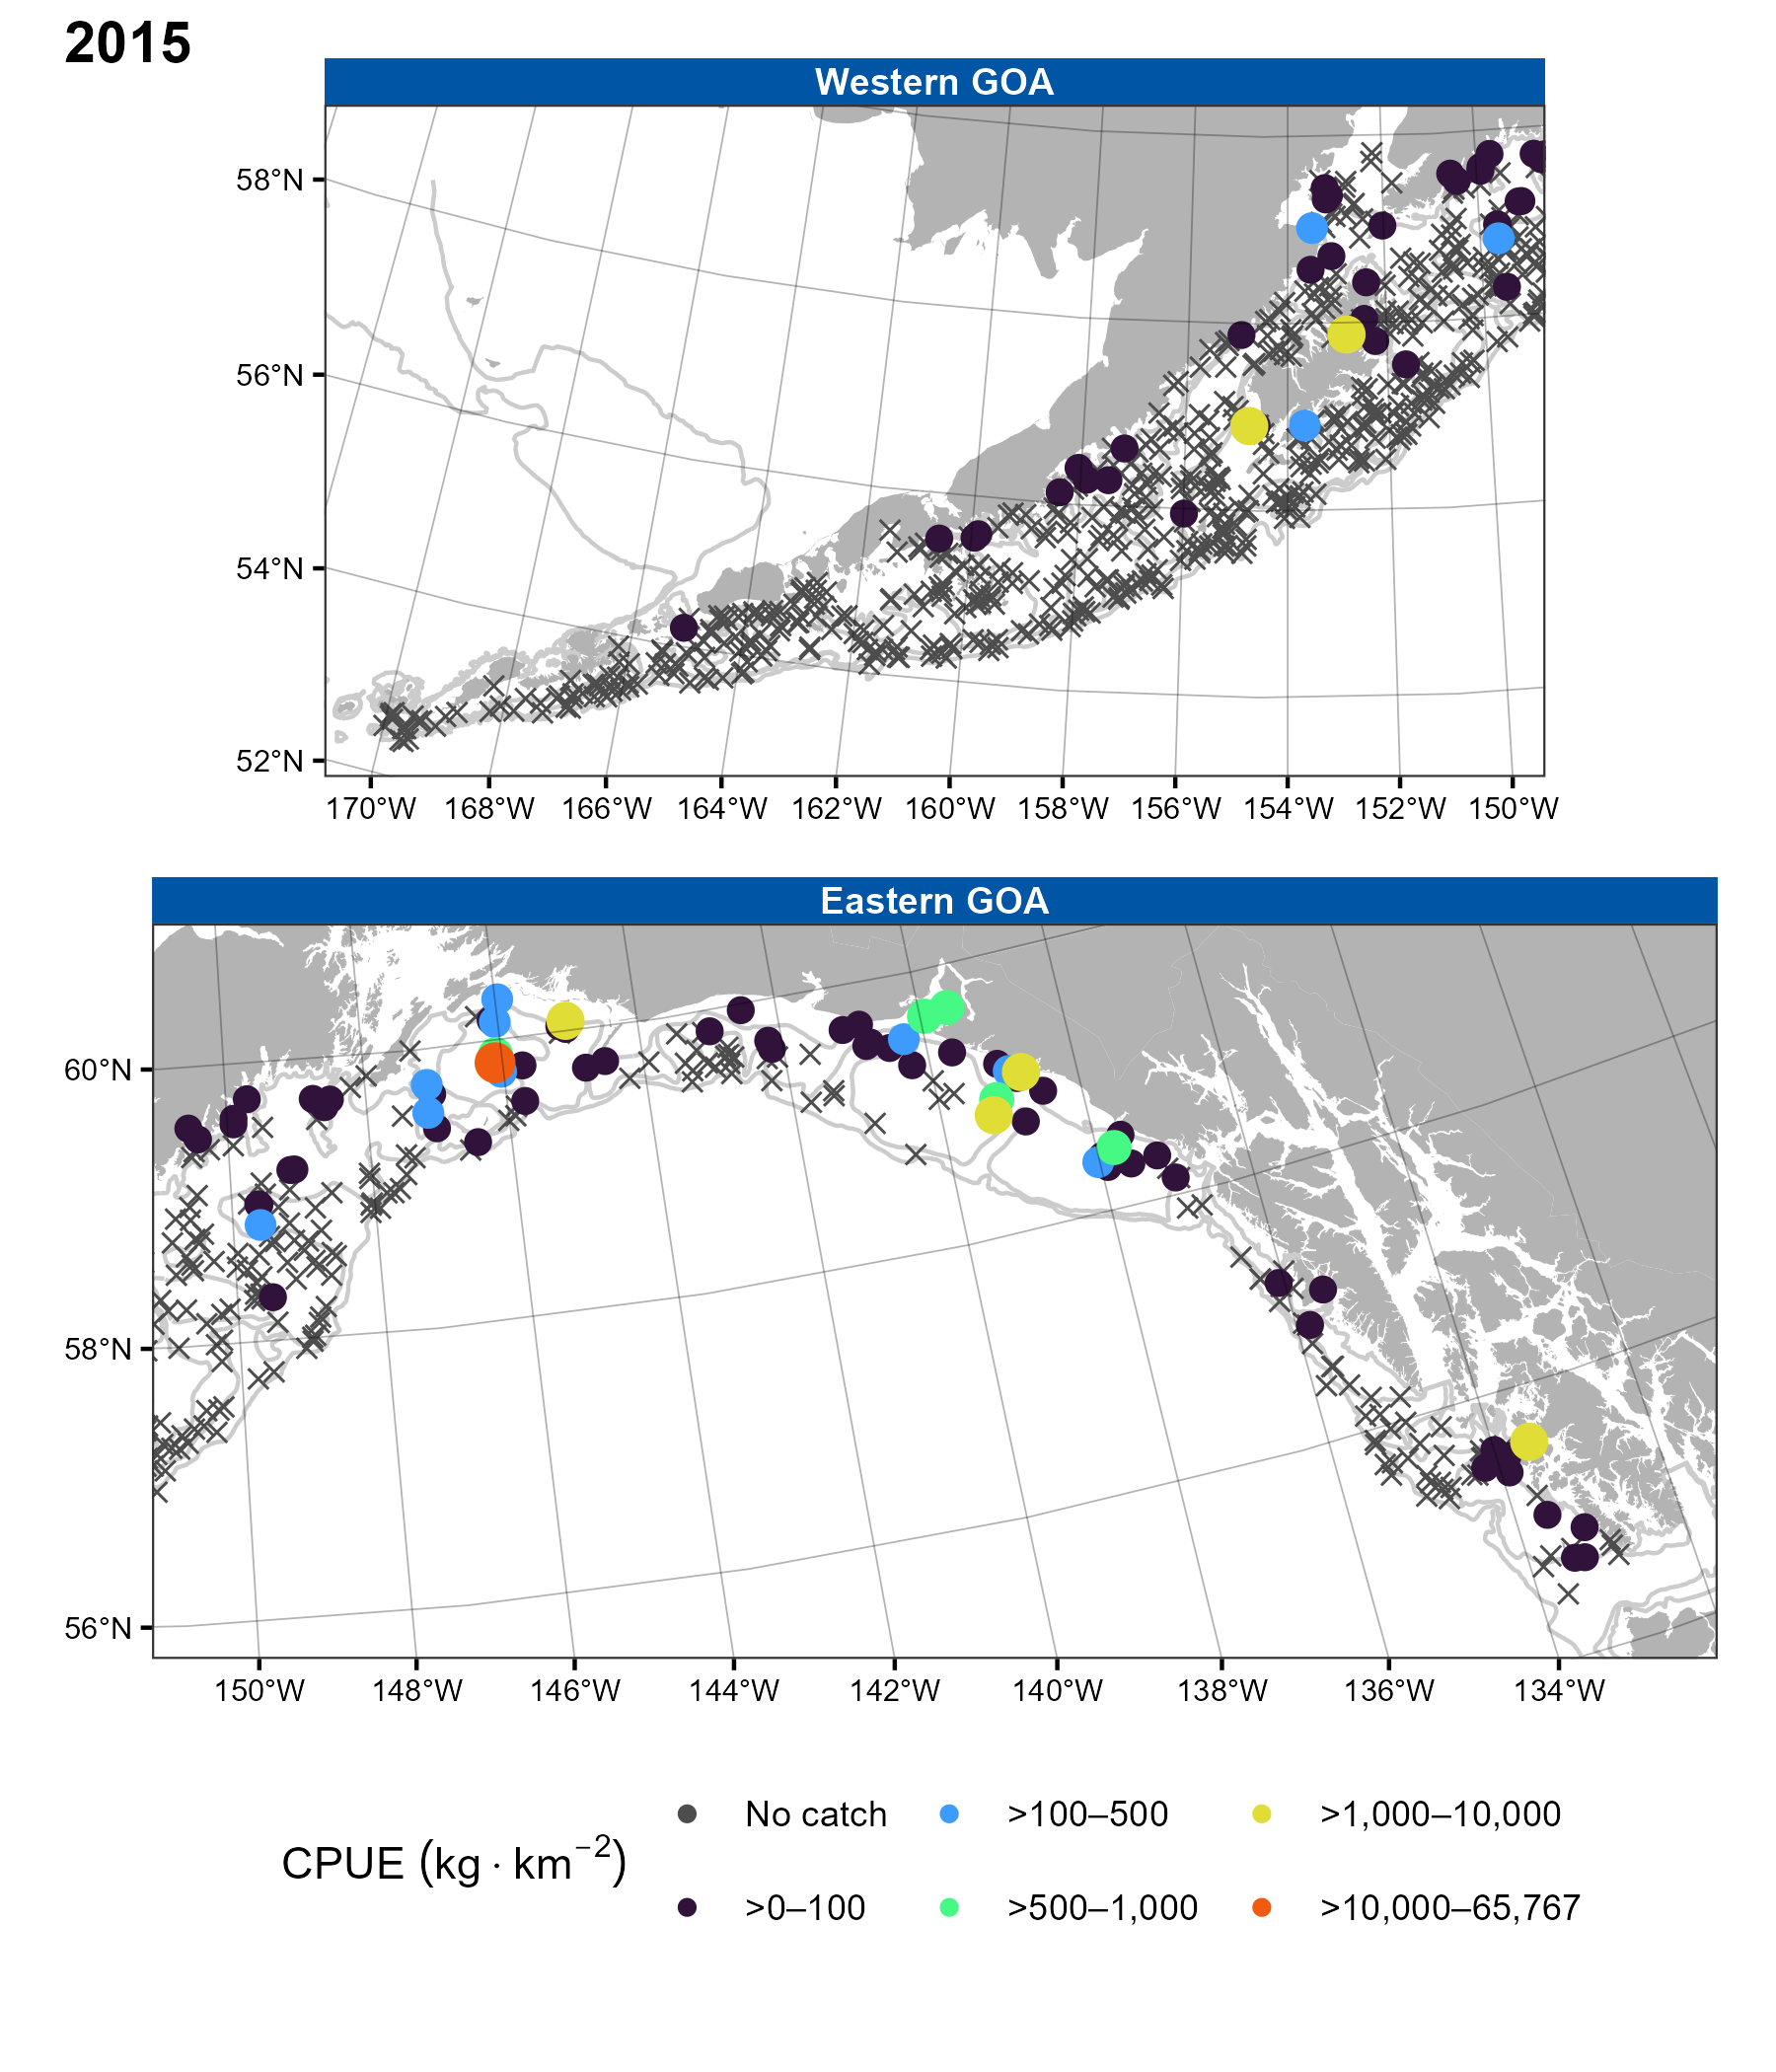 2015
Western GOA
58°N
56°N
54°N
52°N
170°W 168°W 166°W 164°W 162°W 160°W 158°W 156°W 154°W 152°W 150°W
Eastern GOA
60°N
58°N
56°N
150°W 148°W 146°W 144°W 142°W 140°W 138°W 136°W 134°W
CPUE (kg · km⁻²)
No catch >100–500 >1,000–10,000
>0–100 >500–1,000 >10,000–65,767